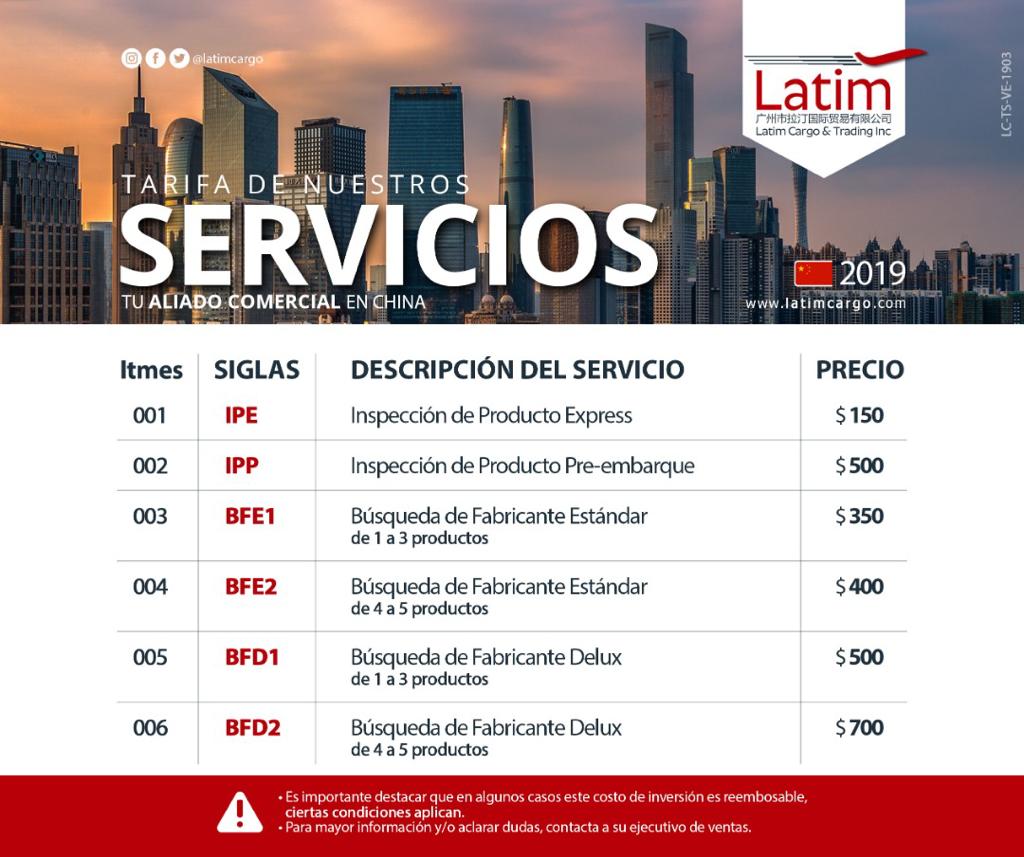 @latimcargo
Latim
广州市拉汀国际贸易有限公司
Latim Cargo & Trading Inc
LC-TS-VE-1903
TARIFA DE NUESTROS
SERVICIOS
TU ALIADO COMERCIAL EN CHINA
2019
www.latimcargo.com
Itmes SIGLAS DESCRIPCIÓN DEL SERVICIO PRECIO
001 IPE Inspección de Producto Express $150
002 IPP Inspección de Producto Pre-embarque $500
003 BFE1 Búsqueda de Fabricante Estándar $350
de 1 a 3 productos
004 BFE2 Búsqueda de Fabricante Estándar $400
de 4 a 5 productos
005 BFD1 Búsqueda de Fabricante Delux $500
de 1 a 3 productos
006 BFD2 Búsqueda de Fabricante Delux $700
de 4 a 5 productos
• Es importante destacar que en algunos casos este costo de inversión es reembosable,
ciertas condiciones aplican.
• Para mayor información y/o aclarar dudas, contacta a su ejecutivo de ventas.